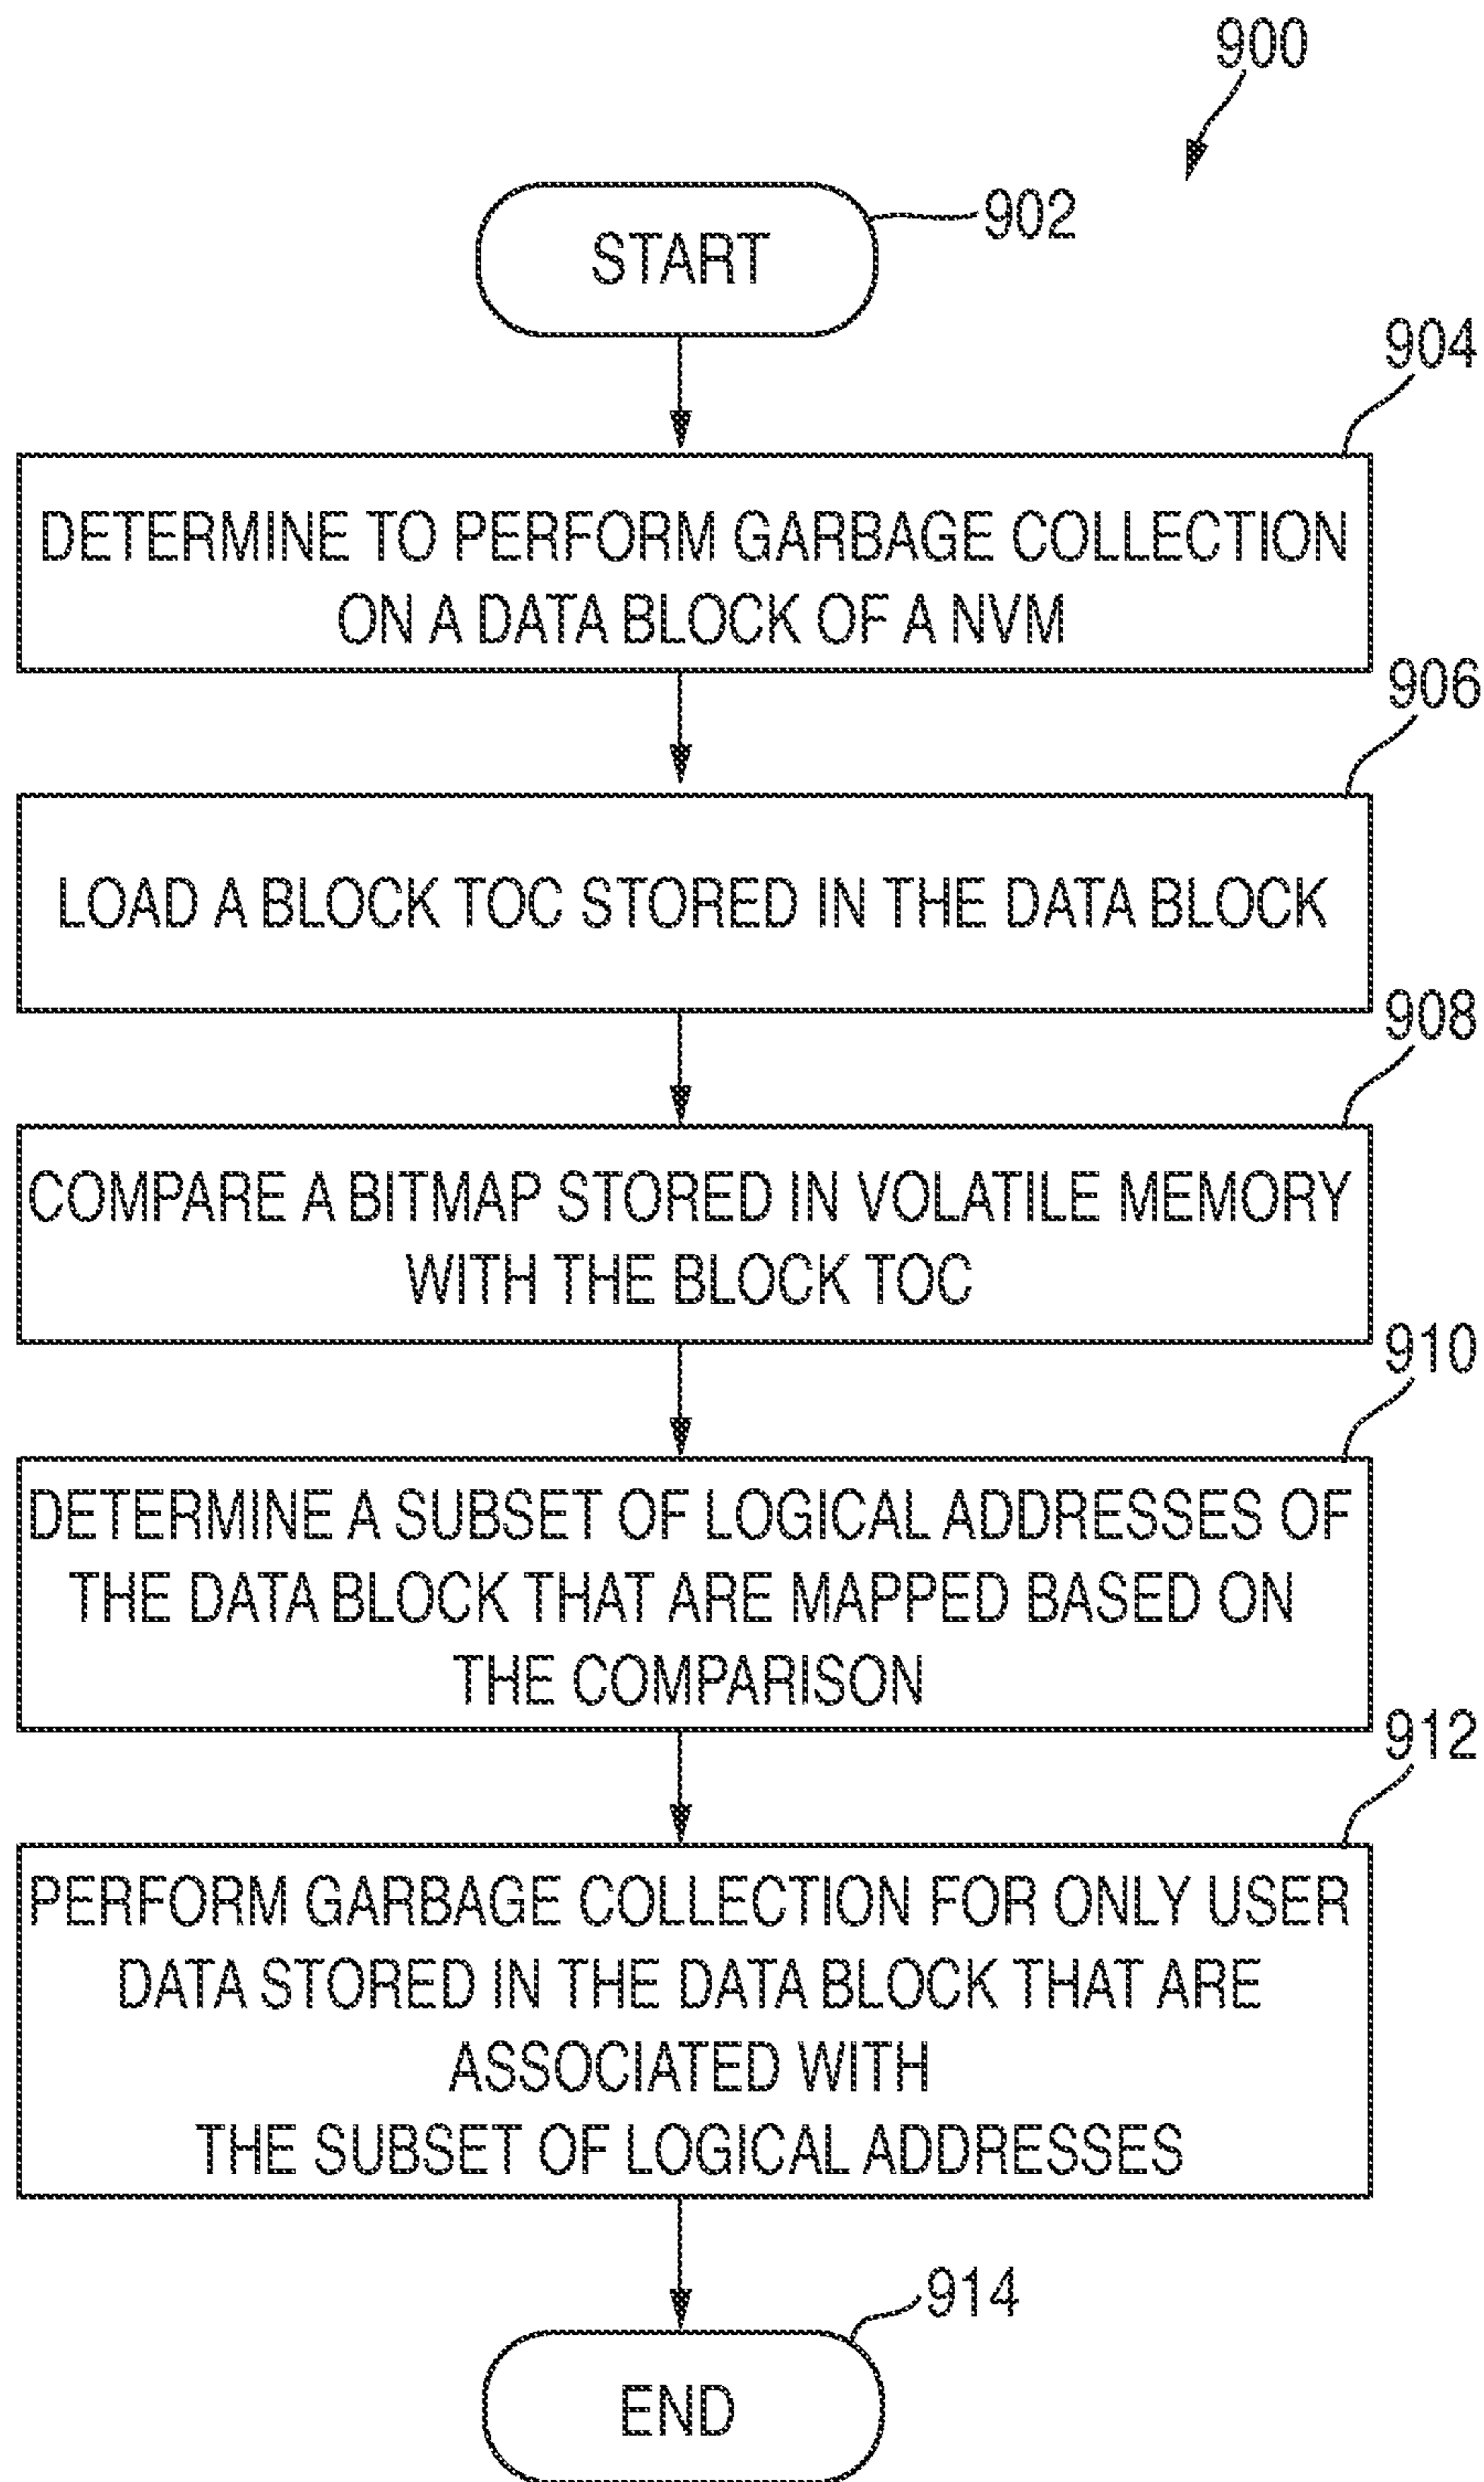 900
START
902
904
DETERMINE TO PERFORM GARBAGE COLLECTION
ON A DATA BLOCK OF A NVM
906
LOAD A BLOCK TOC STORED IN THE DATA BLOCK
908
COMPARE A BITMAP STORED IN VOLATILE MEMORY
WITH THE BLOCK TOC
910
DETERMINE A SUBSET OF LOGICAL ADDRESSES OF
THE DATA BLOCK THAT ARE MAPPED BASED ON
THE COMPARISON
912
PERFORM GARBAGE COLLECTION FOR ONLY USER
DATA STORED IN THE DATA BLOCK THAT ARE
ASSOCIATED WITH
THE SUBSET OF LOGICAL ADDRESSES
914
END